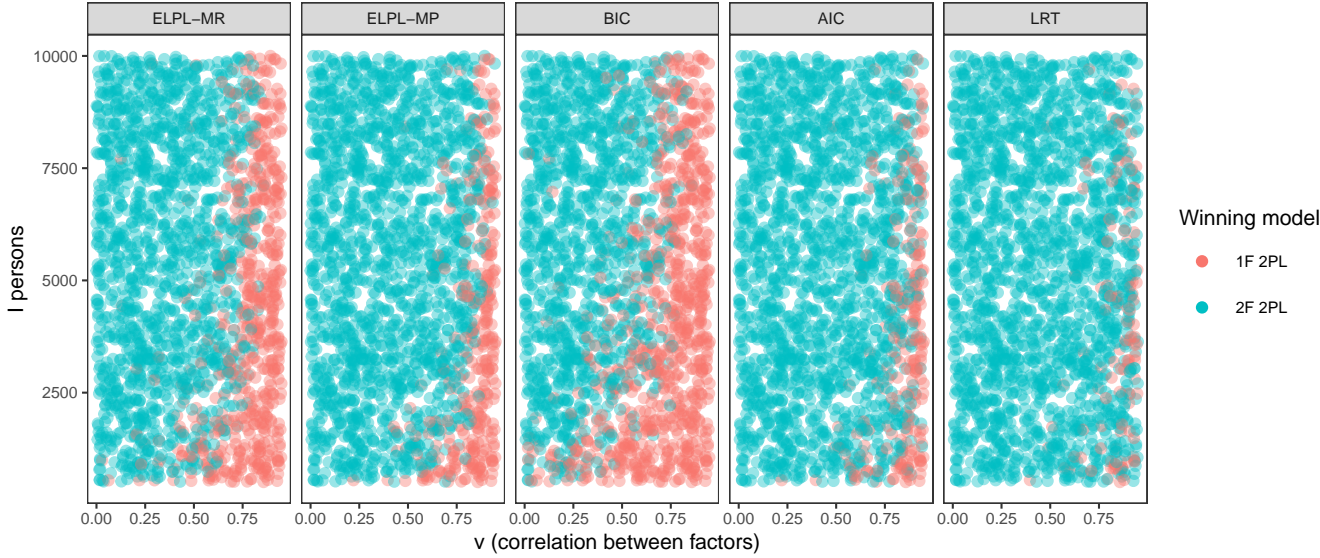 ELPL−MR ELPL−MP BIC AIC LRT
10000
7500
5000
2500
I persons
0.00 0.25 0.50 0.75 0.00 0.25 0.50 0.75 0.00 0.25 0.50 0.75 0.00 0.25 0.50 0.75 0.00 0.25 0.50 0.75
v (correlation between factors)
Winning model
1F 2PL
2F 2PL